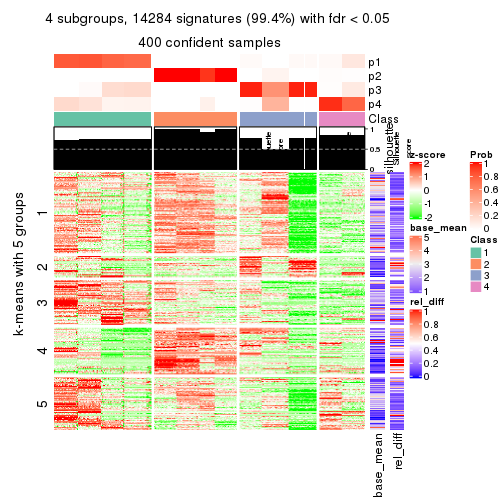 4 subgroups, 14284 signatures (99.4%) with fdr < 0.05
400 confident samples
p1
p2
p3
p4
Class
1
0.5
0
silhouette
Silhouette
score
k-means with 5 groups
1
2
3
4
5
base_mean
rel_diff
z-score
2
1
0
-1
-2
base_mean
5
4
3
2
1
rel_diff
1
0.8
0.6
0.4
0.2
0
Prob
1
0.8
0.6
0.4
0.2
0
Class
1
2
3
4